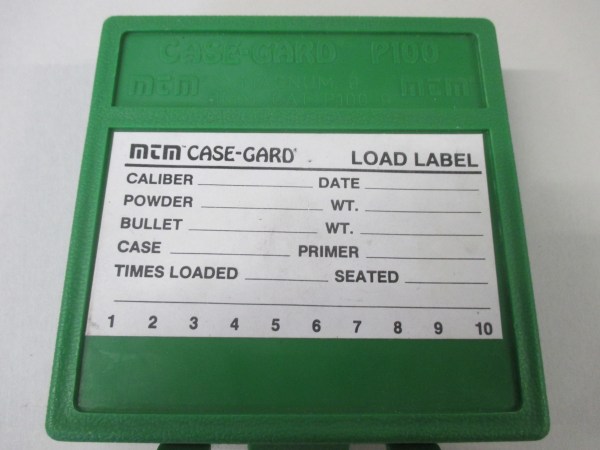 CASE-GARD P100
MTM MTM
MTM™ CASE-GARD® LOAD LABEL
CALIBER DATE
POWDER WT.
BULLET WT.
CASE PRIMER
TIMES LOADED SEATED
1 2 3 4 5 6 7 8 9 10